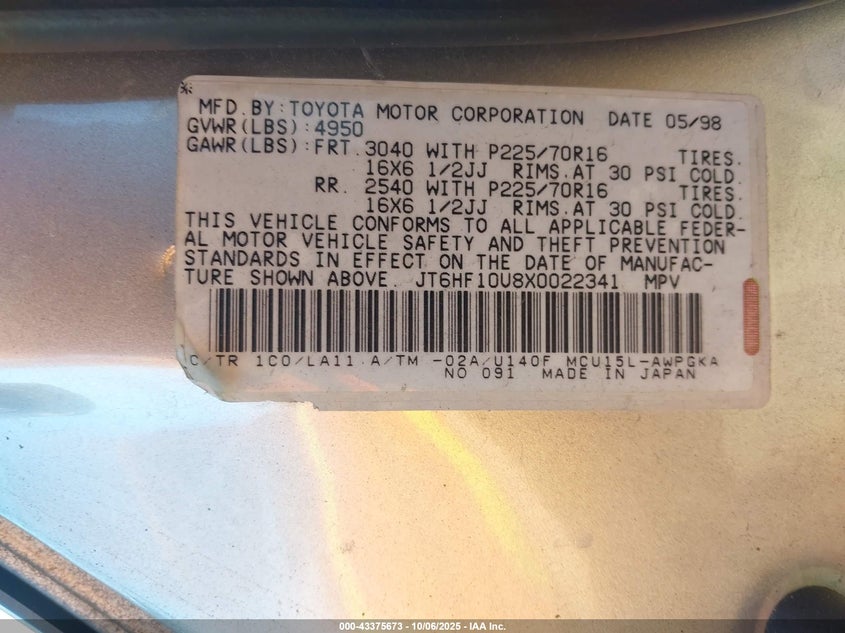 MFD.BY:TOYOTA MOTOR CORPORATION DATE 05/98
GVWR(LBS):4950
GAWR(LBS):FRT.3040 WITH P225/70R16 TIRES.
16X6 1/2JJ RIMS.AT 30 PSI COLD.
RR. 2540 WITH P225/70R16 TIRES.
16X6 1/2JJ RIMS.AT 30 PSI COLD.
THIS VEHICLE CONFORMS TO ALL APPLICABLE FEDER-
AL MOTOR VEHICLE SAFETY AND THEFT PREVENTION
STANDARDS IN EFFECT ON THE DATE OF MANUFAC-
TURE SHOWN ABOVE. JT6HF10U8X0022341 MPV
C/TR 1C0/LA11 A/TM -02A/U140F MCU15L-AWPGKA
NO 091 MADE IN JAPAN
000-43375673 - 10/06/2025 - IAA Inc.